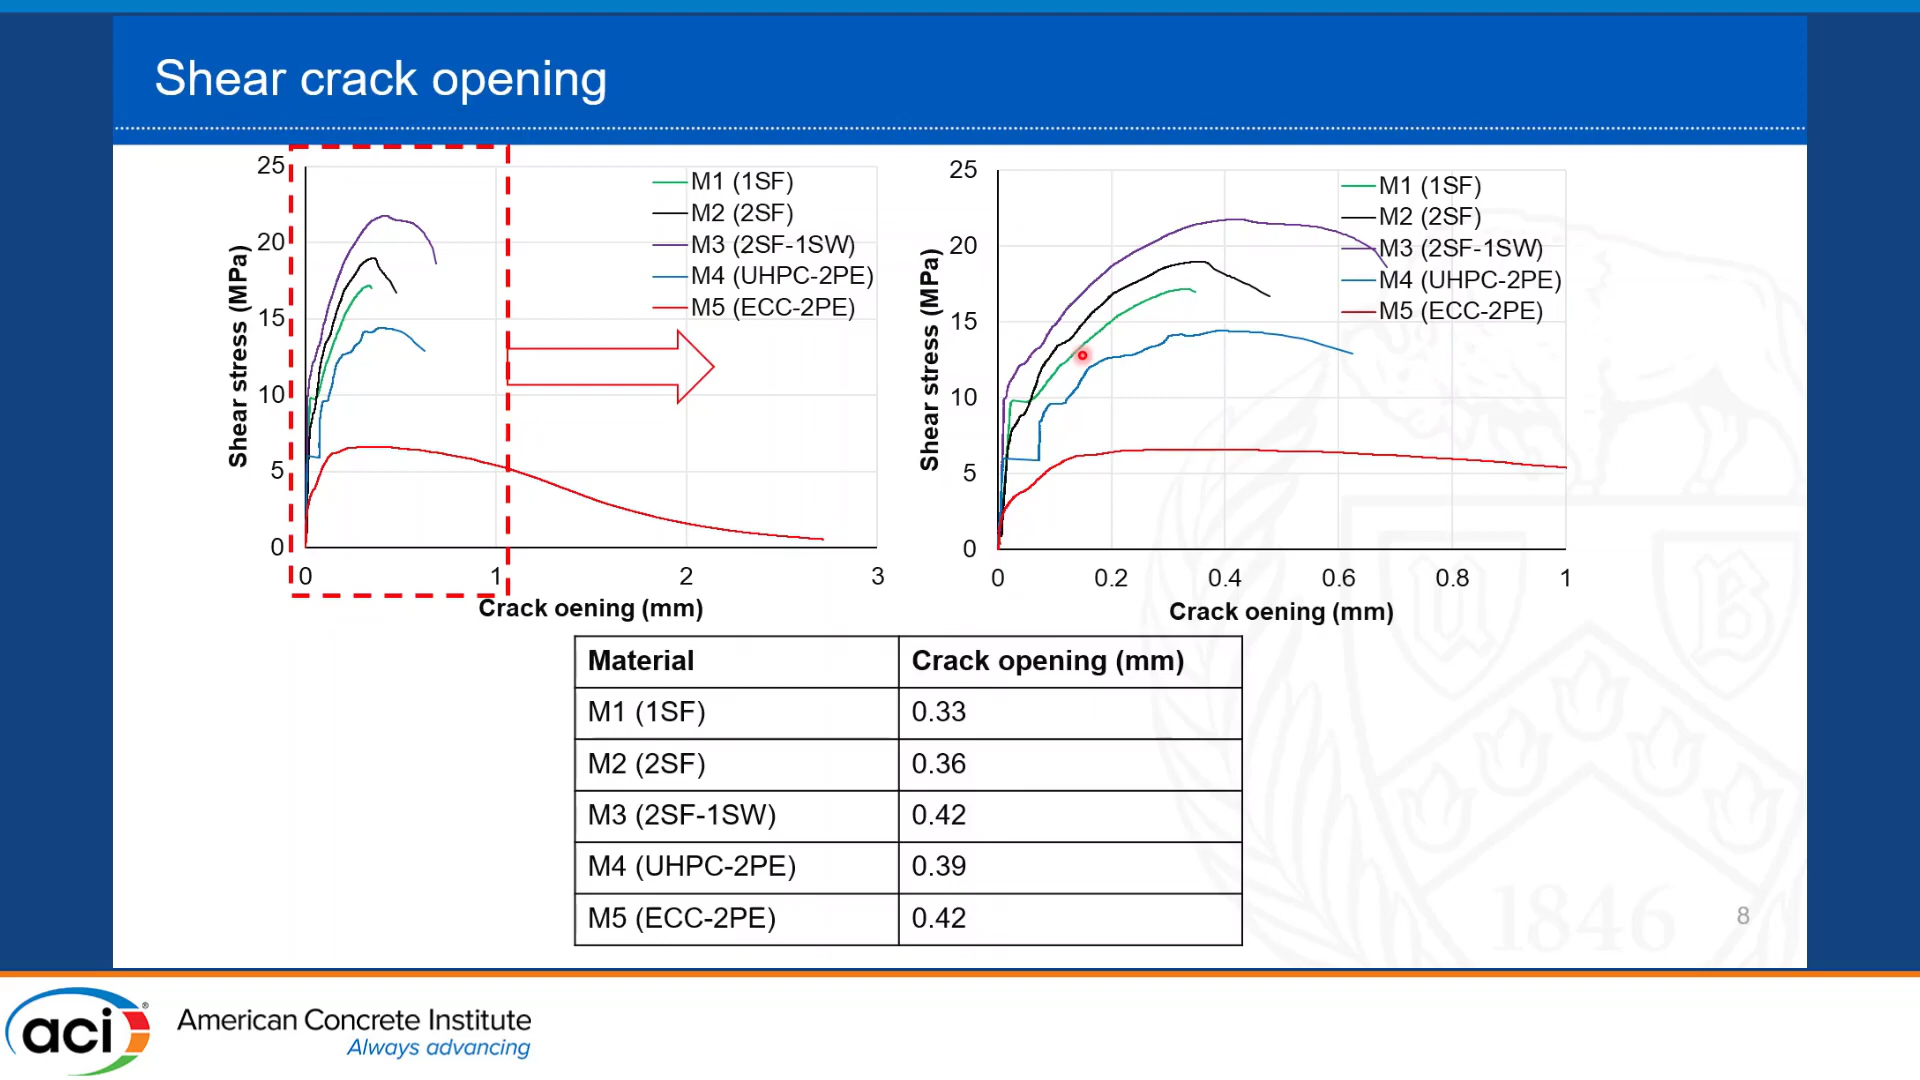 Shear crack opening
25
20
15
10
5
0
0
1
2
3
Shear stress (MPa)
Crack oening (mm)
M1 (1SF)
M2 (2SF)
M3 (2SF-1SW)
M4 (UHPC-2PE)
M5 (ECC-2PE)
25
20
15
10
5
0
0
0.2
0.4
0.6
0.8
1
Shear stress (MPa)
Crack oening (mm)
M1 (1SF)
M2 (2SF)
M3 (2SF-1SW)
M4 (UHPC-2PE)
M5 (ECC-2PE)
Material Crack opening (mm)
M1 (1SF) 0.33
M2 (2SF) 0.36
M3 (2SF-1SW) 0.42
M4 (UHPC-2PE) 0.39
M5 (ECC-2PE) 0.42
U B
1846
8
aci®
American Concrete Institute
Always advancing